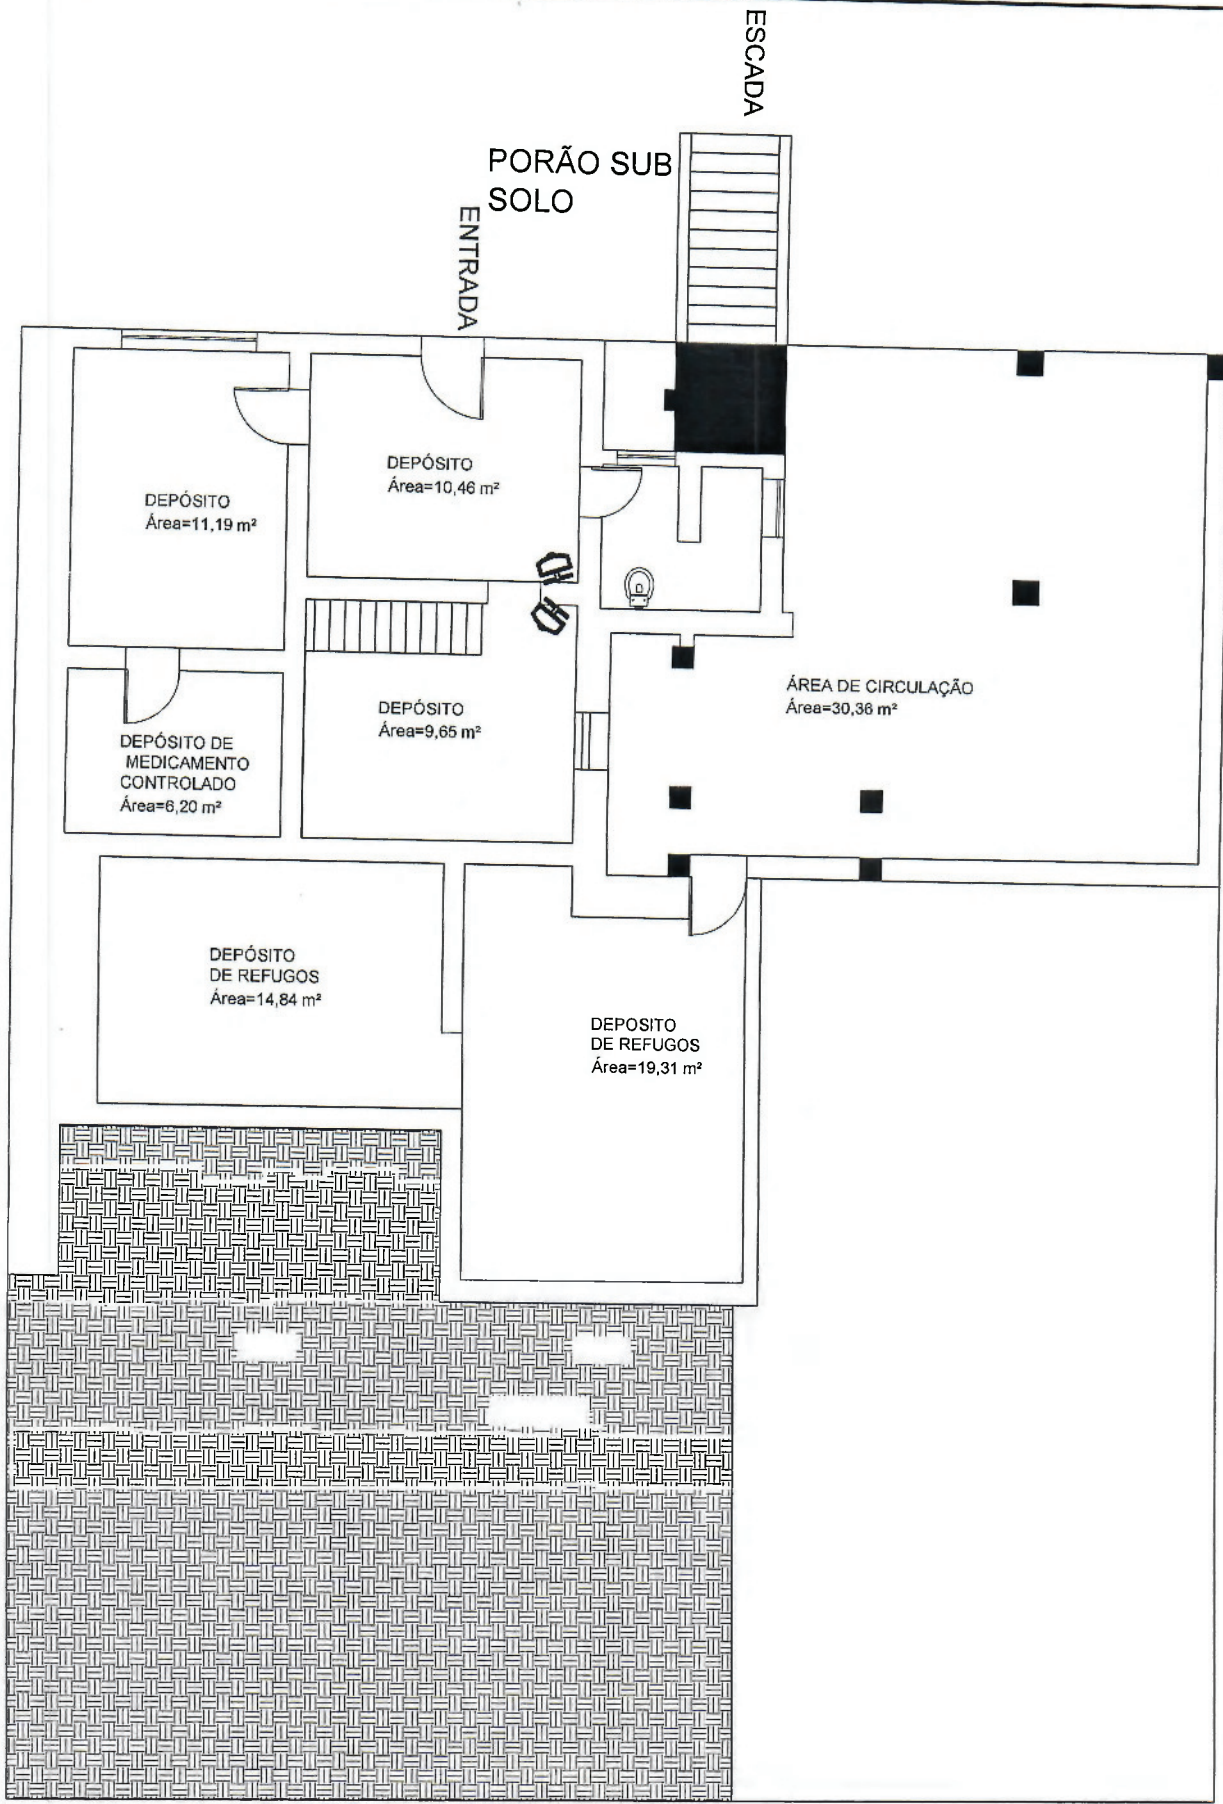 ESCADA
PORÃO SUB
SOLO
ENTRADA
DEPÓSITO
Área=10,46 m²
DEPÓSITO
Área=11,19 m²
ÁREA DE CIRCULAÇÃO
Área=30,36 m²
DEPÓSITO
Área=9,65 m²
DEPÓSITO DE
MEDICAMENTO
CONTROLADO
Área=6,20 m²
DEPÓSITO
DE REFUGOS
Área=14,84 m²
DEPOSITO
DE REFUGOS
Área=19,31 m²